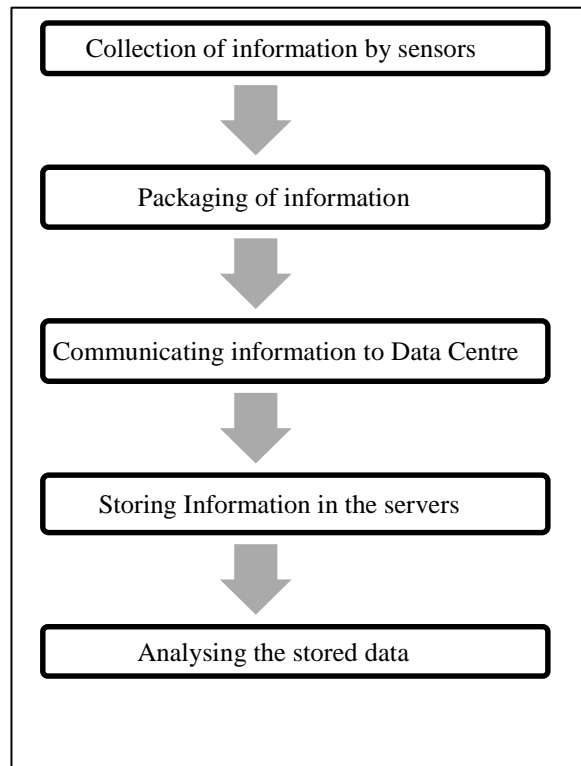 Collection of information by sensors
Packaging of information
Communicating information to Data Centre
Storing Information in the servers
Analysing the stored data